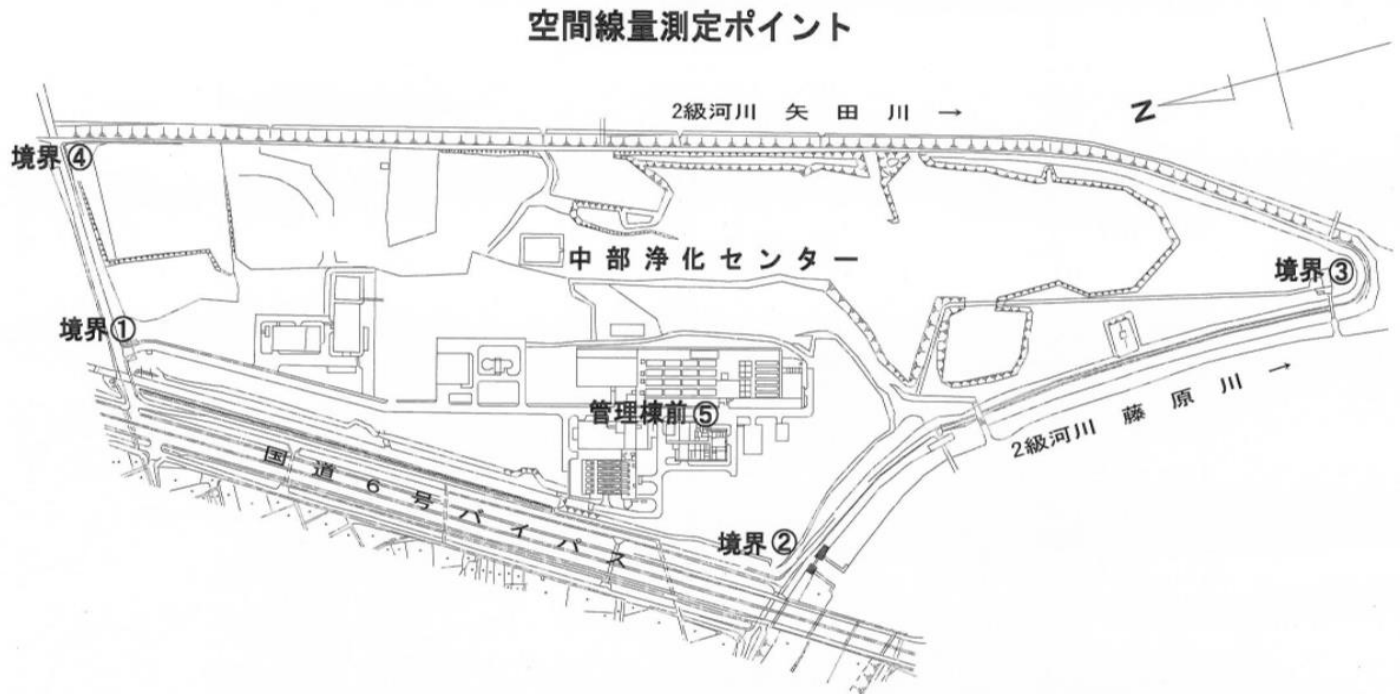 空間線量測定ポイント
N
2級河川 矢田川 →
境界④
中部浄化センター
境界③
境界①
管理棟前⑤
2級河川 藤原川 →
国道6号バイパス
境界②